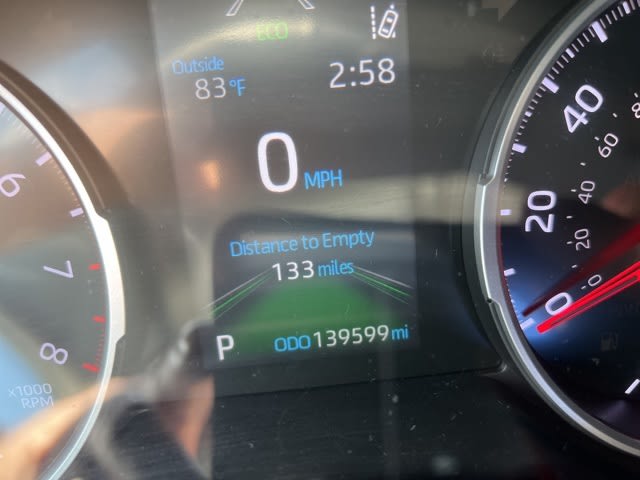 ECO
Outside
83°F
2:58
0 MPH
Distance to Empty
133 miles
P ODO 139599 mi
6
7
8
x1000
RPM
40
20
0
60
40
20
0